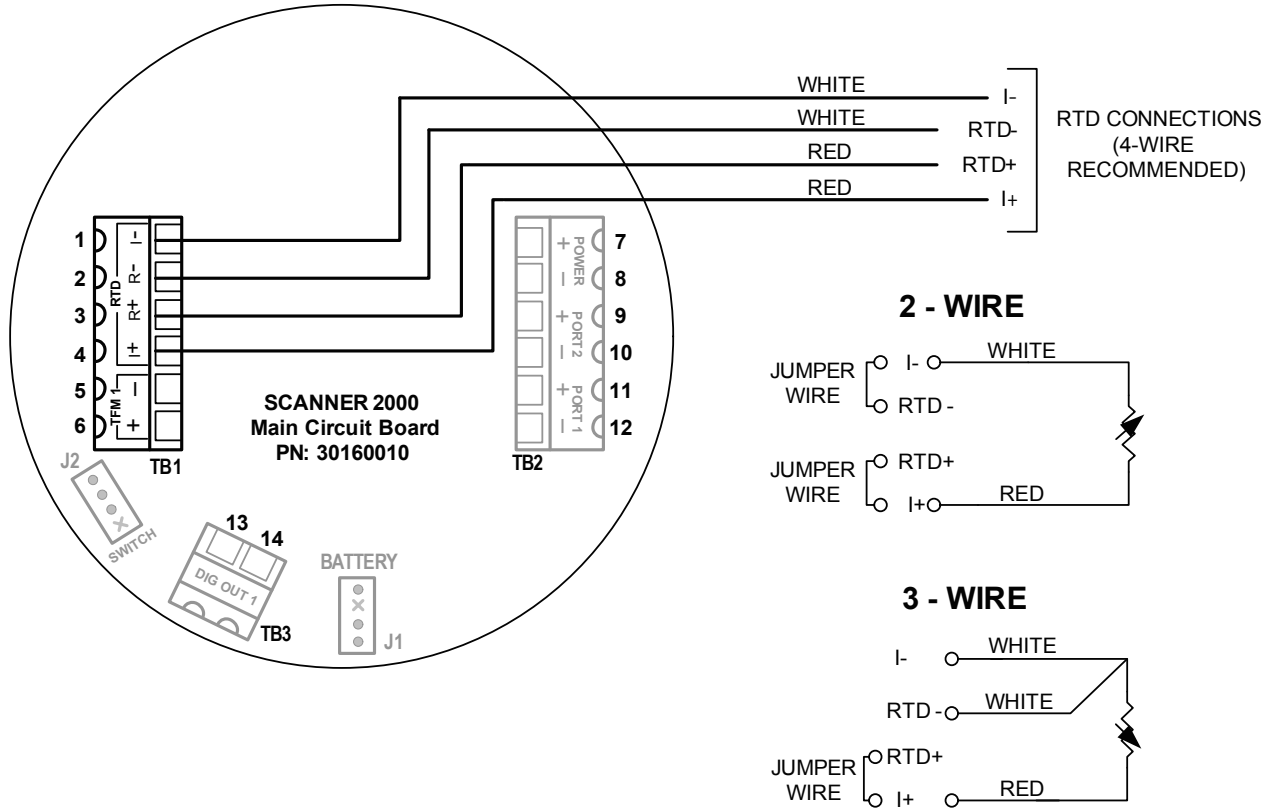 WHITE
I-
WHITE
RTD-
RED
RTD+
RED
I+
RTD CONNECTIONS
(4-WIRE
RECOMMENDED)
1
2
3
4
5
6
I-
R-
R+
I+
RTD
–
+
TFM 1
TB1
SCANNER 2000
Main Circuit Board
PN: 30160010
+
–
POWER
+
–
PORT 2
+
–
PORT 1
7
8
9
10
11
12
TB2
J2
SWITCH
13
14
DIG OUT 1
TB3
BATTERY
J1
2 - WIRE
JUMPER
WIRE
I-
WHITE
RTD -
JUMPER
WIRE
RTD+
I+
RED
3 - WIRE
I-
WHITE
RTD -
WHITE
JUMPER
WIRE
RTD+
I+
RED